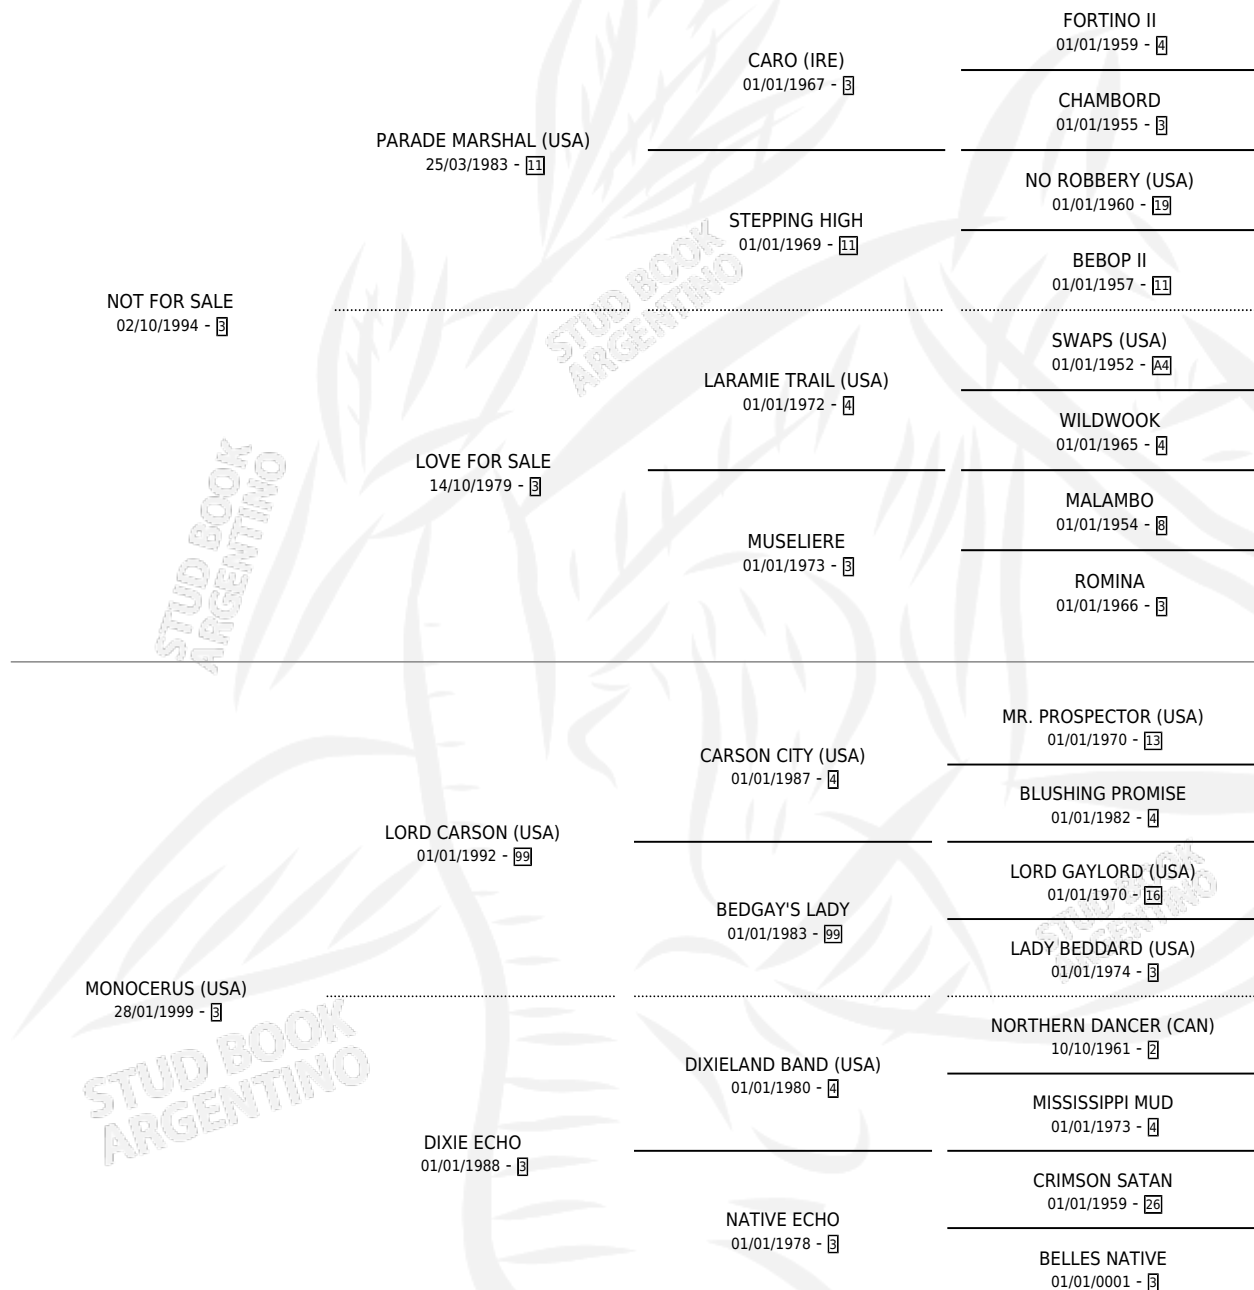 FORTINO II
01/01/1959 - 4
CARO (IRE)
01/01/1967 - 3
CHAMBORD
01/01/1955 - 3
PARADE MARSHAL (USA)
25/03/1983 - 11
NO ROBBERY (USA)
01/01/1960 - 19
STEPPING HIGH
01/01/1969 - 11
BEBOP II
01/01/1957 - 11
NOT FOR SALE
02/10/1994 - 3
SWAPS (USA)
01/01/1952 - A4
LARAMIE TRAIL (USA)
01/01/1972 - 4
WILDWOOK
01/01/1965 - 4
LOVE FOR SALE
14/10/1979 - 3
MALAMBO
01/01/1954 - 8
MUSELIERE
01/01/1973 - 3
ROMINA
01/01/1966 - 3
STUD BOOK
ARGENTINO
STUD BOOK
ARGENTINO
MR. PROSPECTOR (USA)
01/01/1970 - 13
CARSON CITY (USA)
01/01/1987 - 4
BLUSHING PROMISE
01/01/1982 - 4
LORD CARSON (USA)
01/01/1992 - 99
LORD GAYLORD (USA)
01/01/1970 - 16
BEDGAY'S LADY
01/01/1983 - 99
LADY BEDDARD (USA)
01/01/1974 - 3
MONOCERUS (USA)
28/01/1999 - 3
NORTHERN DANCER (CAN)
10/10/1961 - 2
DIXIELAND BAND (USA)
01/01/1980 - 4
MISSISSIPPI MUD
01/01/1973 - 4
DIXIE ECHO
01/01/1988 - 3
CRIMSON SATAN
01/01/1959 - 26
NATIVE ECHO
01/01/1978 - 3
BELLES NATIVE
01/01/0001 - 3
STUD BOOK
ARGENTINO
STUD BOOK
ARGENTINO